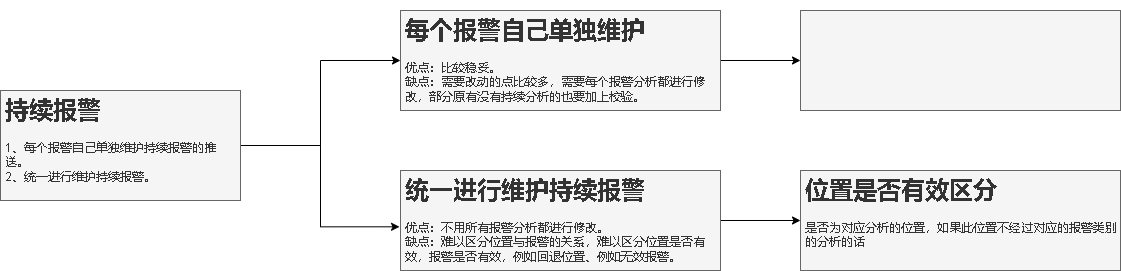 持续报警
1、每个报警自己单独维护持续报警的推
送。
2、统一进行维护持续报警。
每个报警自己单独维护
优点：比较稳妥。
缺点：需要改动的点比较多，需要每个报警分析都进行修
改，部分原有没有持续分析的也要加上校验。
统一进行维护持续报警
优点：不用所有报警分析都进行修改。
缺点：难以区分位置与报警的关系，难以区分位置是否有
效，报警是否有效，例如回退位置、例如无效报警。
位置是否有效区分
是否为对应分析的位置，如果此位置不经过对应的报警类别
的分析的话